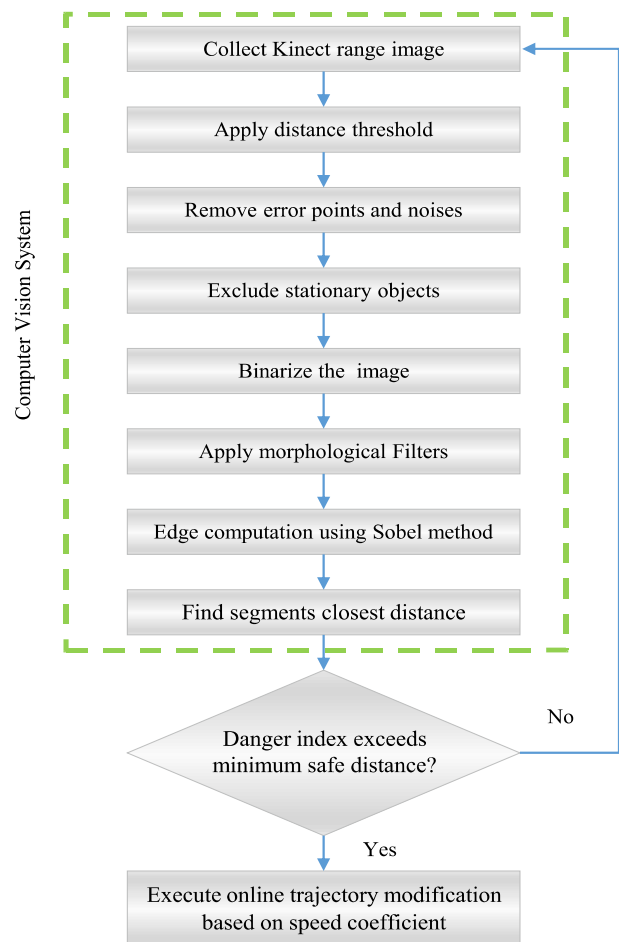 Computer Vision System
Collect Kinect range image
Apply distance threshold
Remove error points and noises
Exclude stationary objects
Binarize the image
Apply morphological Filters
Edge computation using Sobel method
Find segments closest distance
Danger index exceeds
minimum safe distance?
No
Yes
Execute online trajectory modification
based on speed coefficient